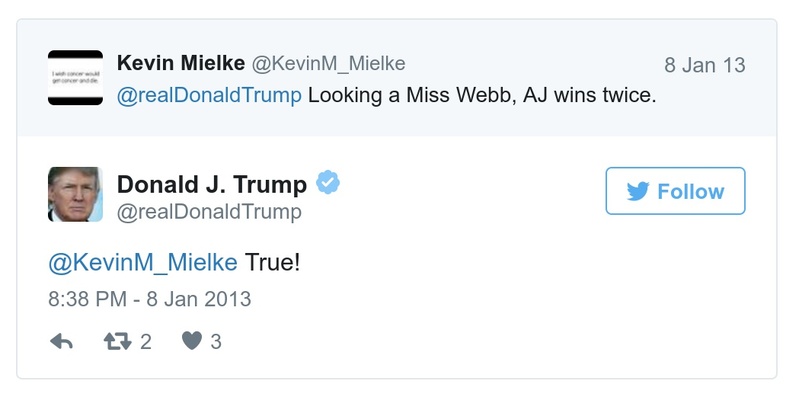 I wish cancer would
get cancer and die.
Kevin Mielke @KevinM_Mielke 8 Jan 13
@realDonaldTrump Looking a Miss Webb, AJ wins twice.
Donald J. Trump
@realDonaldTrump
Follow
@KevinM_Mielke True!
8:38 PM - 8 Jan 2013
2 3